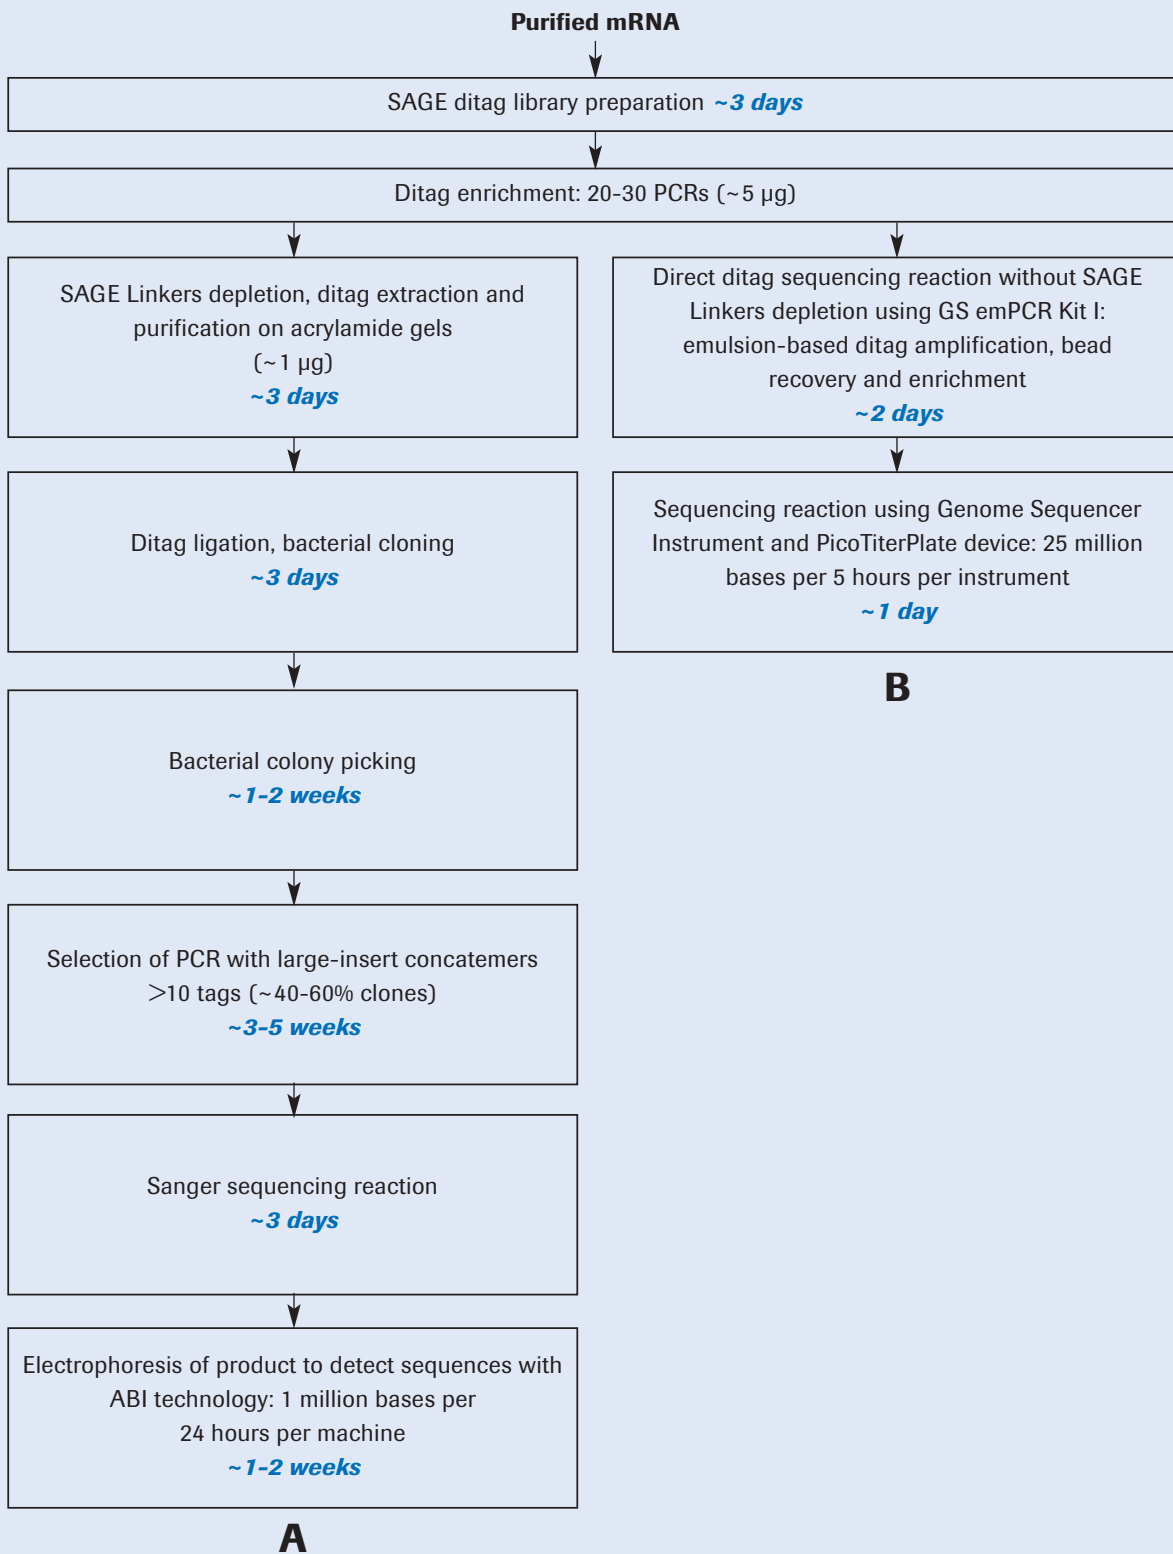 Purified mRNA
SAGE ditag library preparation ~3 days
Ditag enrichment: 20-30 PCRs (~5 µg)
SAGE Linkers depletion, ditag extraction and
purification on acrylamide gels
(~1 µg)
~3 days
Direct ditag sequencing reaction without SAGE
Linkers depletion using GS emPCR Kit I:
emulsion-based ditag amplification, bead
recovery and enrichment
~2 days
Ditag ligation, bacterial cloning
~3 days
Sequencing reaction using Genome Sequencer
Instrument and PicoTiterPlate device: 25 million
bases per 5 hours per instrument
~1 day
B
Bacterial colony picking
~1-2 weeks
Selection of PCR with large-insert concatemers
>10 tags (~40-60% clones)
~3-5 weeks
Sanger sequencing reaction
~3 days
Electrophoresis of product to detect sequences with
ABI technology: 1 million bases per
24 hours per machine
~1-2 weeks
A